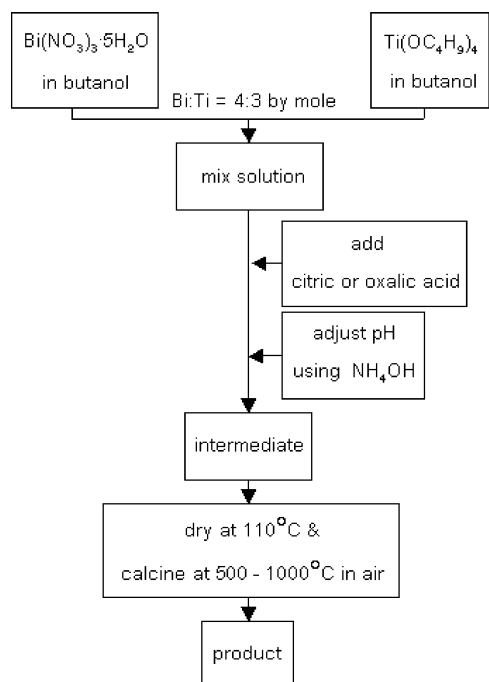 Bi(NO₃)₃·5H₂O
in butanol
Ti(OC₄H₉)₄
in butanol
Bi:Ti = 4:3 by mole
mix solution
add
citric or oxalic acid
adjust pH
using NH₄OH
intermediate
dry at 110°C &
calcine at 500 - 1000°C in air
product